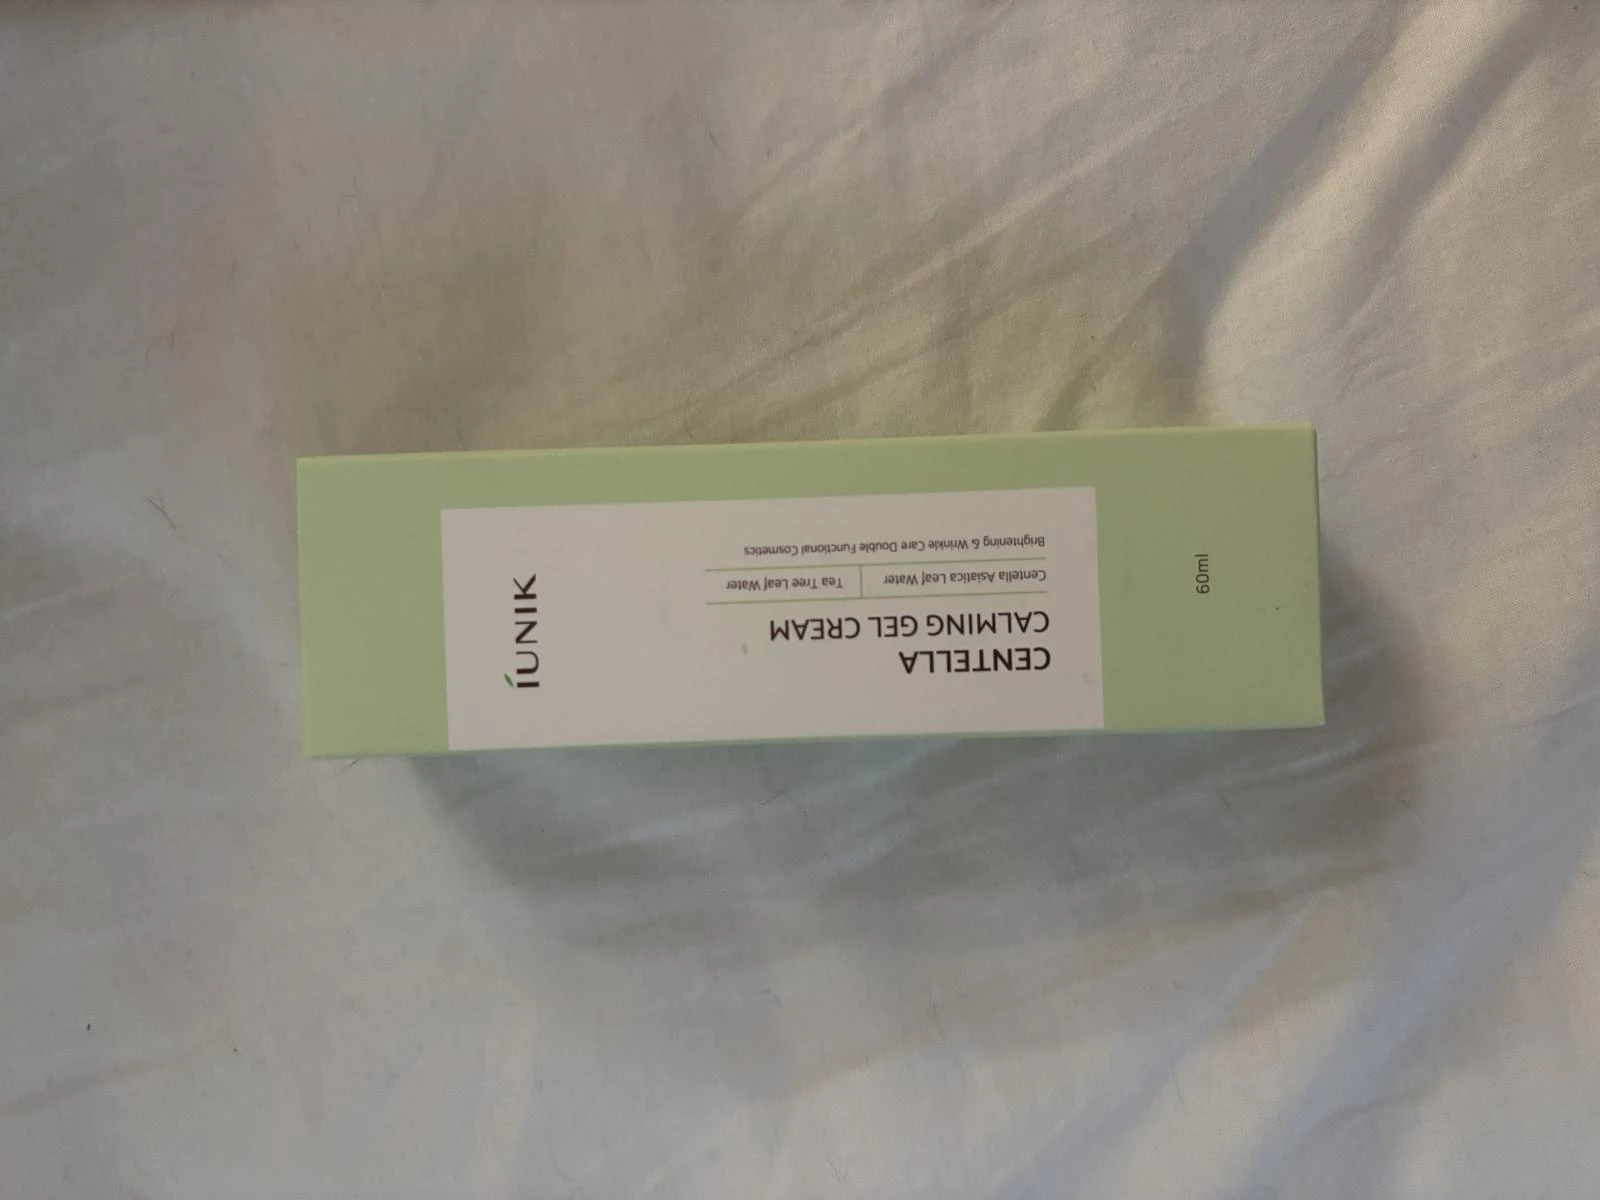 IUNIK
CENTELLA
CALMING GEL CREAM
Centella Asiatica Leaf Water
Tea Tree Leaf Water
Brightening & Wrinkle Care Double Functional Cosmetics
60ml